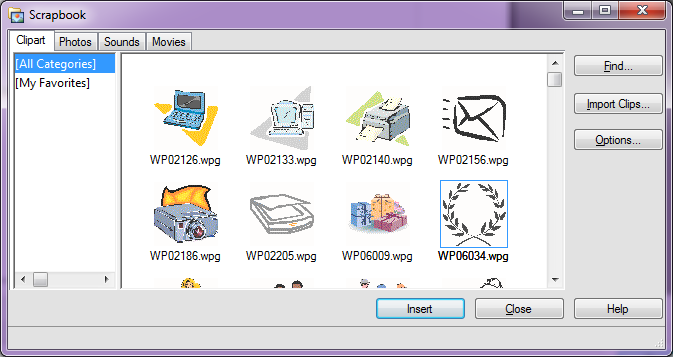 Scrapbook
Clipart Photos Sounds Movies
[All Categories]
[My Favorites]
Find...
Import Clips...
Options...
WP02126.wpg WP02133.wpg WP02140.wpg WP02156.wpg
WP02186.wpg WP02205.wpg WP06009.wpg WP06034.wpg
Insert Close Help